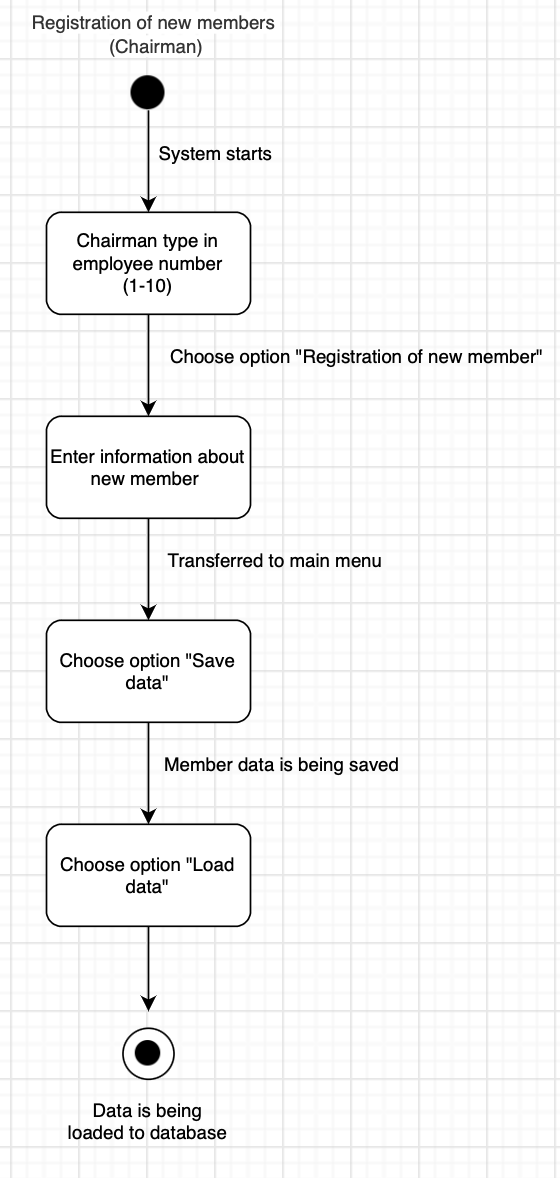 Registration of new members
(Chairman)
System starts
Chairman type in
employee number
(1-10)
Choose option "Registration of new member"
Enter information about
new member
Transferred to main menu
Choose option "Save
data"
Member data is being saved
Choose option "Load
data"
Data is being
loaded to database